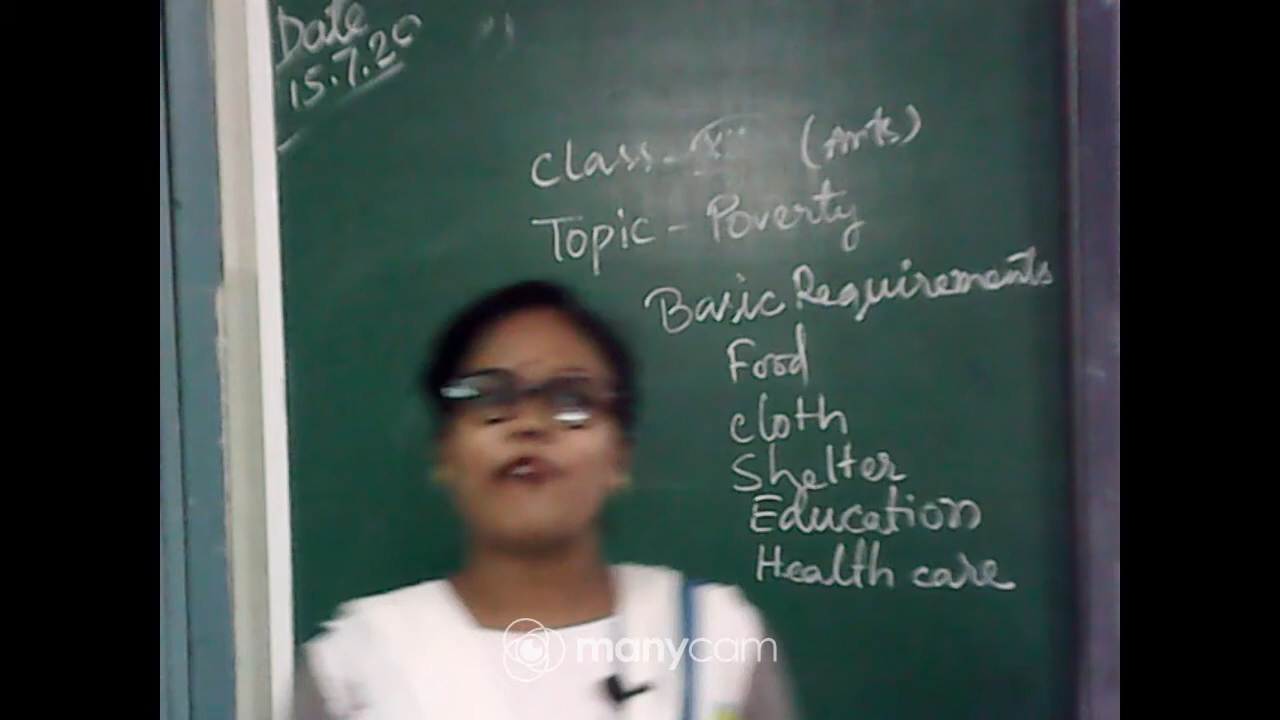 Date
15.7.20
Class - (Arts)
Topic - Poverty
Basic Requirements
Food
cloth
Shelter
Education
Health care
manycam